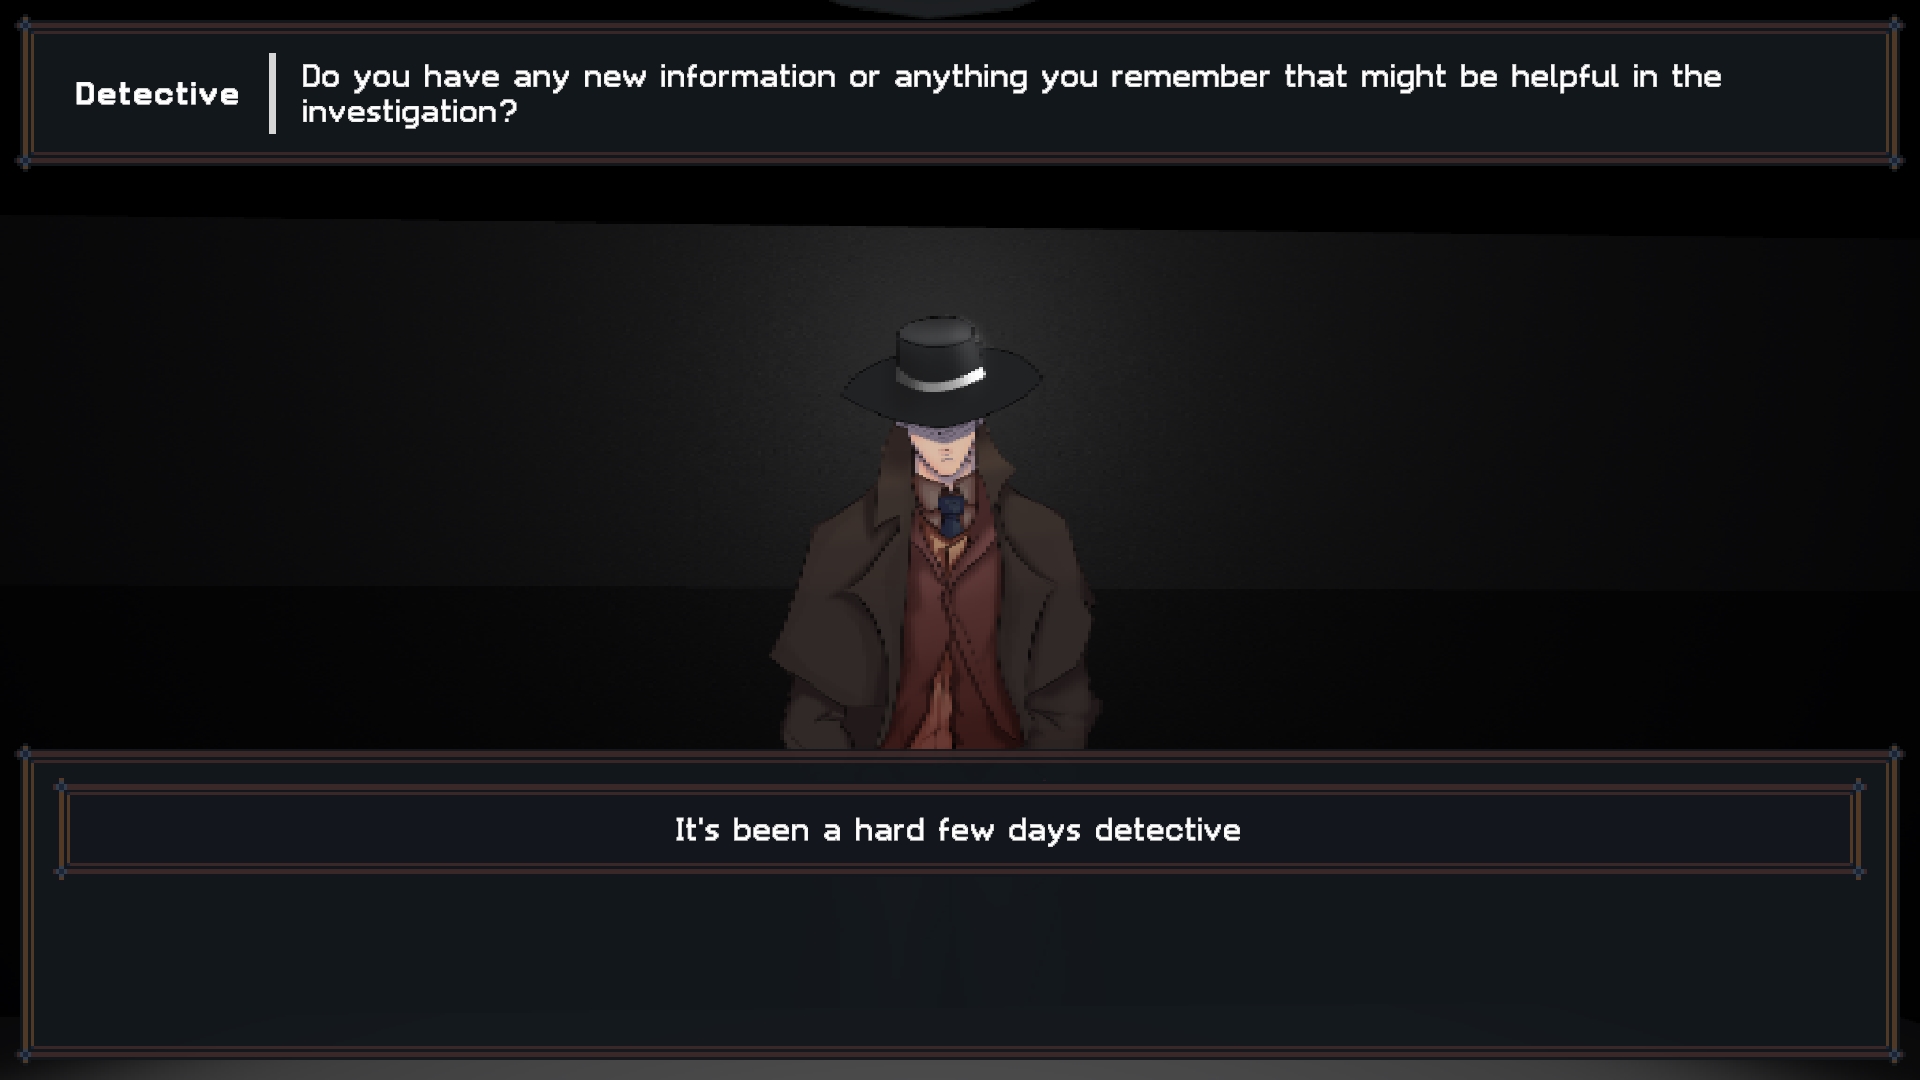 Detective
Do you have any new information or anything you remember that might be helpful in the
investigation?
It's been a hard few days detective